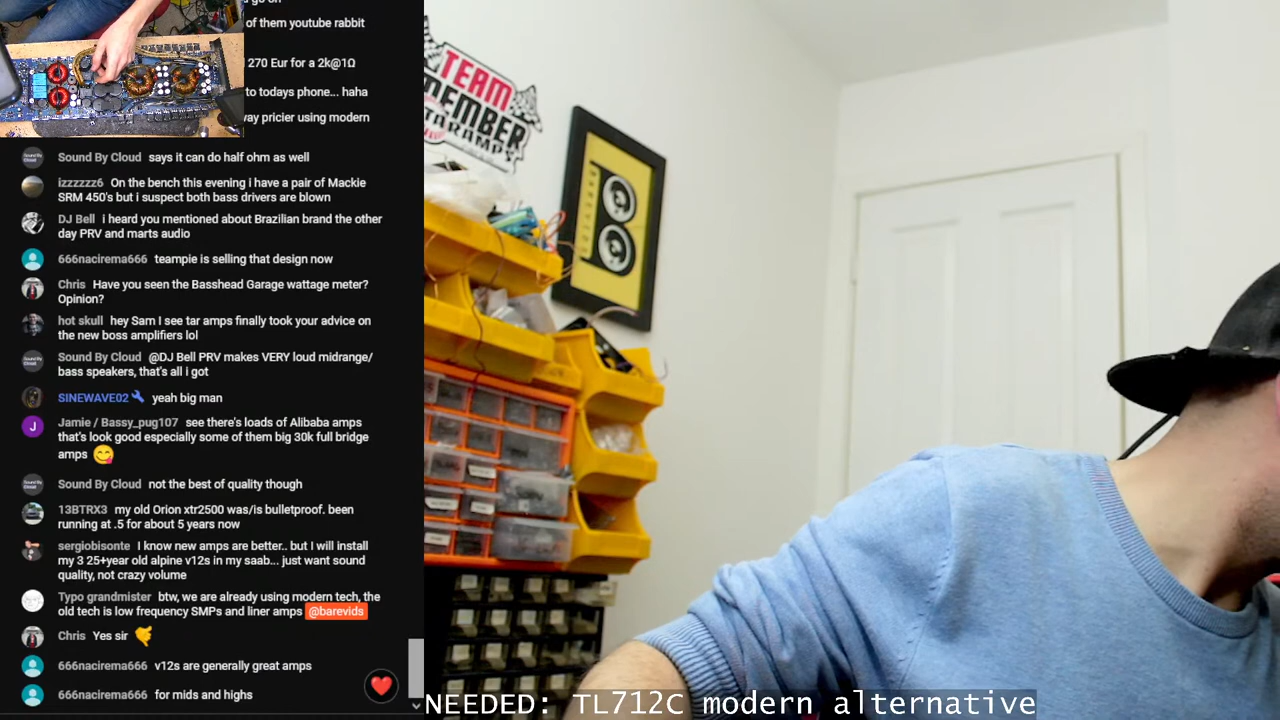 of them youtube rabbit
270 Eur for a 2k@1Ω
to todays phone... haha
way pricier using modern
Sound By Cloud says it can do half ohm as well
izzzzzz6 On the bench this evening i have a pair of Mackie
SRM 450's but i suspect both bass drivers are blown
DJ Bell i heard you mentioned about Brazilian brand the other
day PRV and marts audio
666nacirema666 teampie is selling that design now
Chris Have you seen the Basshead Garage wattage meter?
Opinion?
hot skull hey Sam I see tar amps finally took your advice on
the new boss amplifiers lol
Sound By Cloud @DJ Bell PRV makes VERY loud midrange/
bass speakers, that's all i got
SINEWAVE02 yeah big man
J
Jamie / Bassy_pug107 see there's loads of Alibaba amps
that's look good especially some of them big 30k full bridge
amps 😋
Sound By Cloud not the best of quality though
13BTRX3 my old Orion xtr2500 was/is bulletproof. been
running at .5 for about 5 years now
sergiobisonte I know new amps are better.. but I will install
my 3 25+year old alpine v12s in my saab... just want sound
quality, not crazy volume
Typo grandmister btw, we are already using modern tech, the
old tech is low frequency SMPs and liner amps @barevids
Chris Yes sir
666nacirema666 v12s are generally great amps
666nacirema666 for mids and highs
TEAM
MEMBER
TARAMPS
NEEDED: TL712C modern alternative